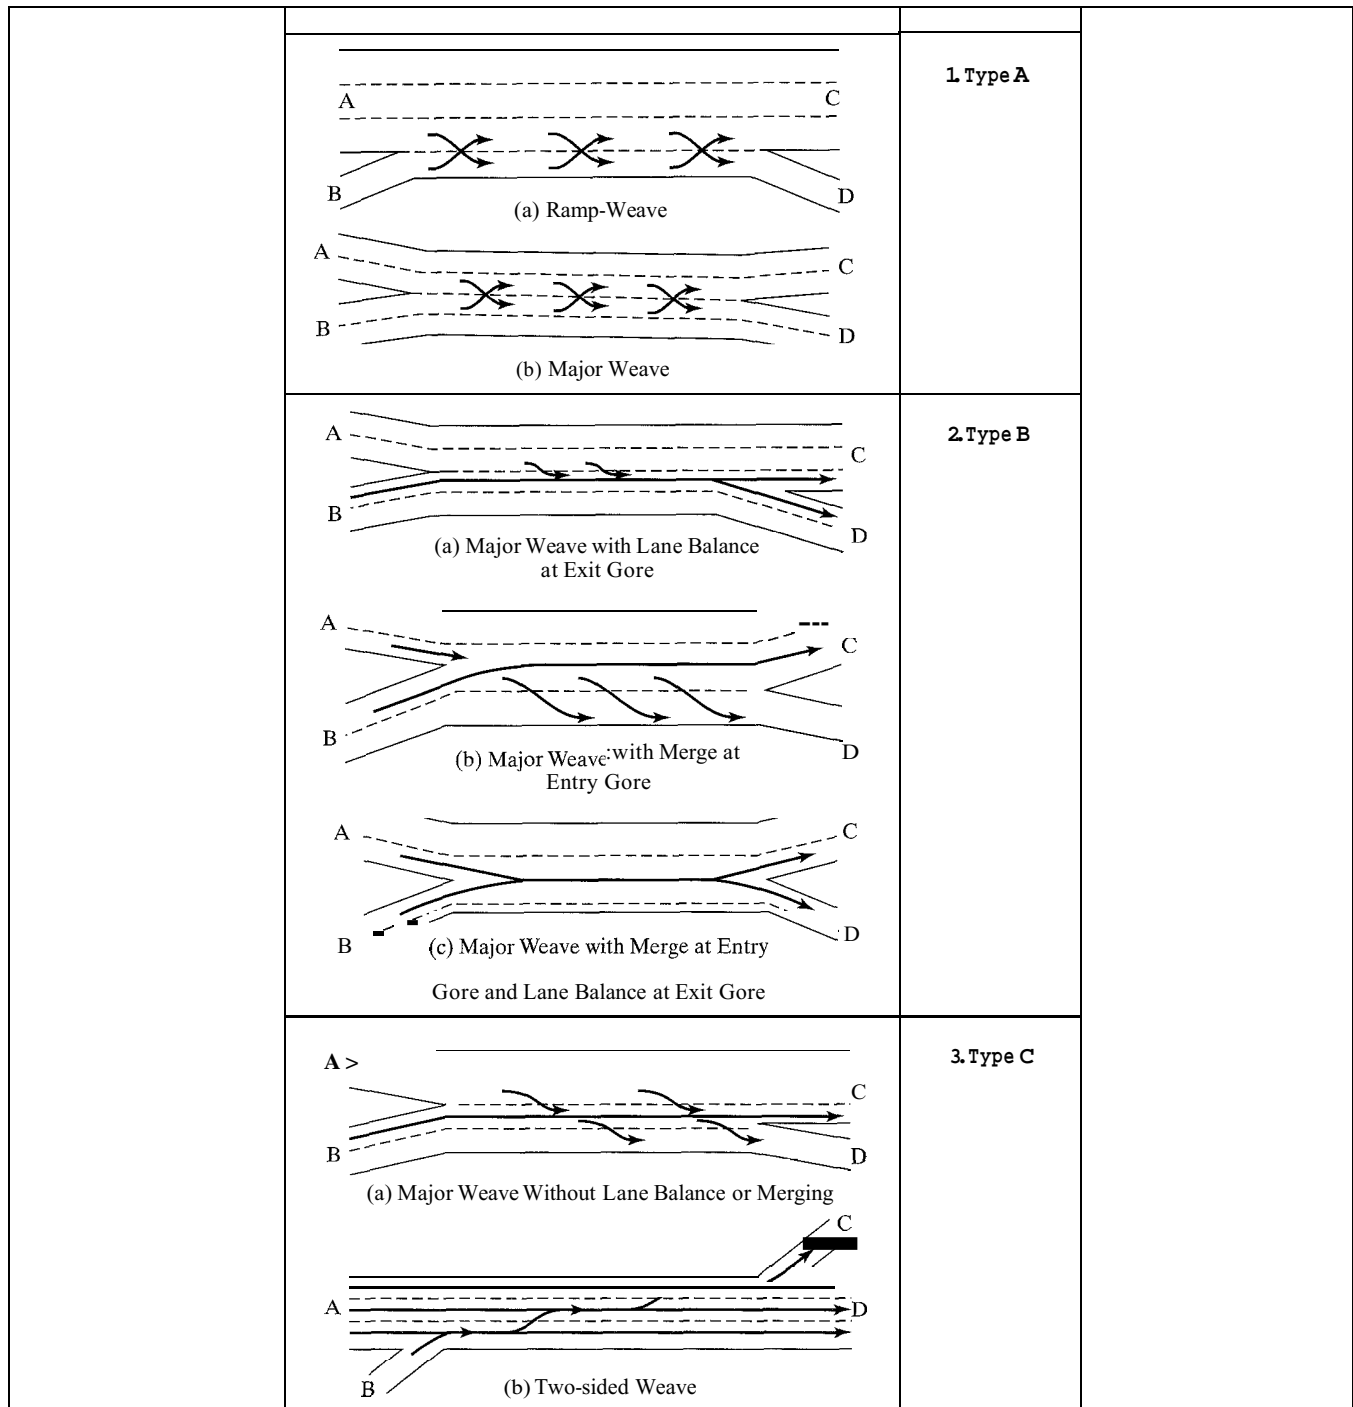 1. Type A
A
C
B
D
(a) Ramp-Weave
A
C
B
D
(b) Major Weave
2. Type B
A
C
B
D
(a) Major Weave with Lane Balance
at Exit Gore
A
C
B
D
(b) Major Weave:with Merge at
Entry Gore
A
C
B
D
(c) Major Weave with Merge at Entry
Gore and Lane Balance at Exit Gore
3. Type C
A >
C
B
D
(a) Major Weave Without Lane Balance or Merging
C
A
D
B
(b) Two-sided Weave